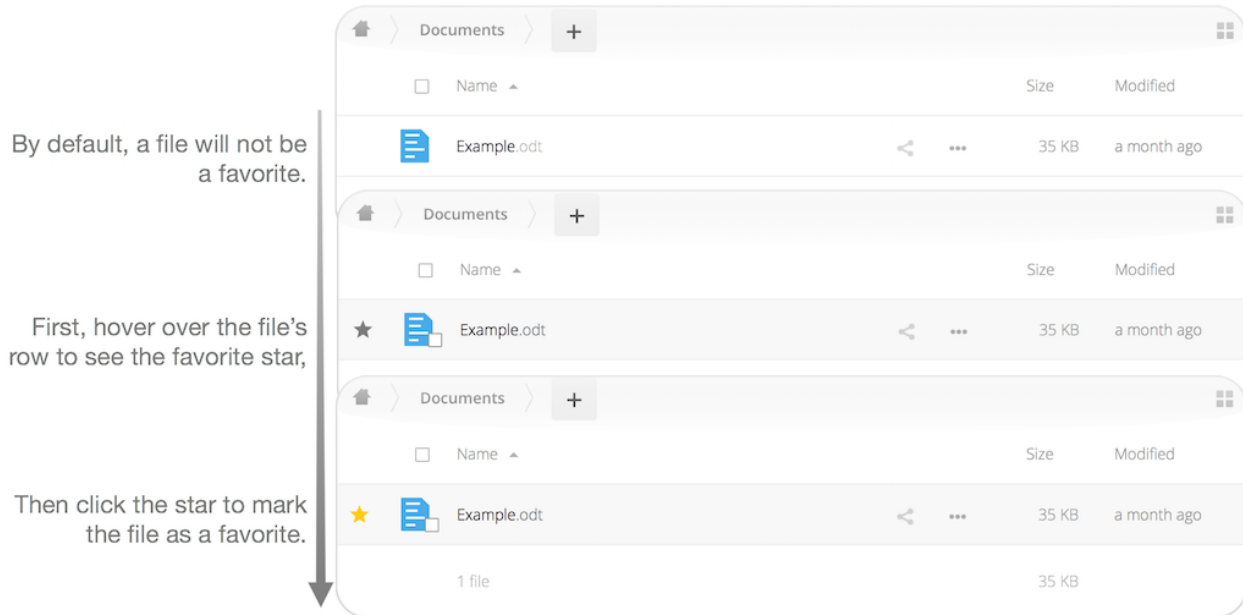 Documents +
Name Size Modified
By default, a file will not be
a favorite.
Example.odt ••• 35 KB a month ago
Documents +
Name Size Modified
First, hover over the file’s
row to see the favorite star,
Example.odt ••• 35 KB a month ago
Documents +
Name Size Modified
Then click the star to mark
the file as a favorite.
Example.odt ••• 35 KB a month ago
1 file 35 KB